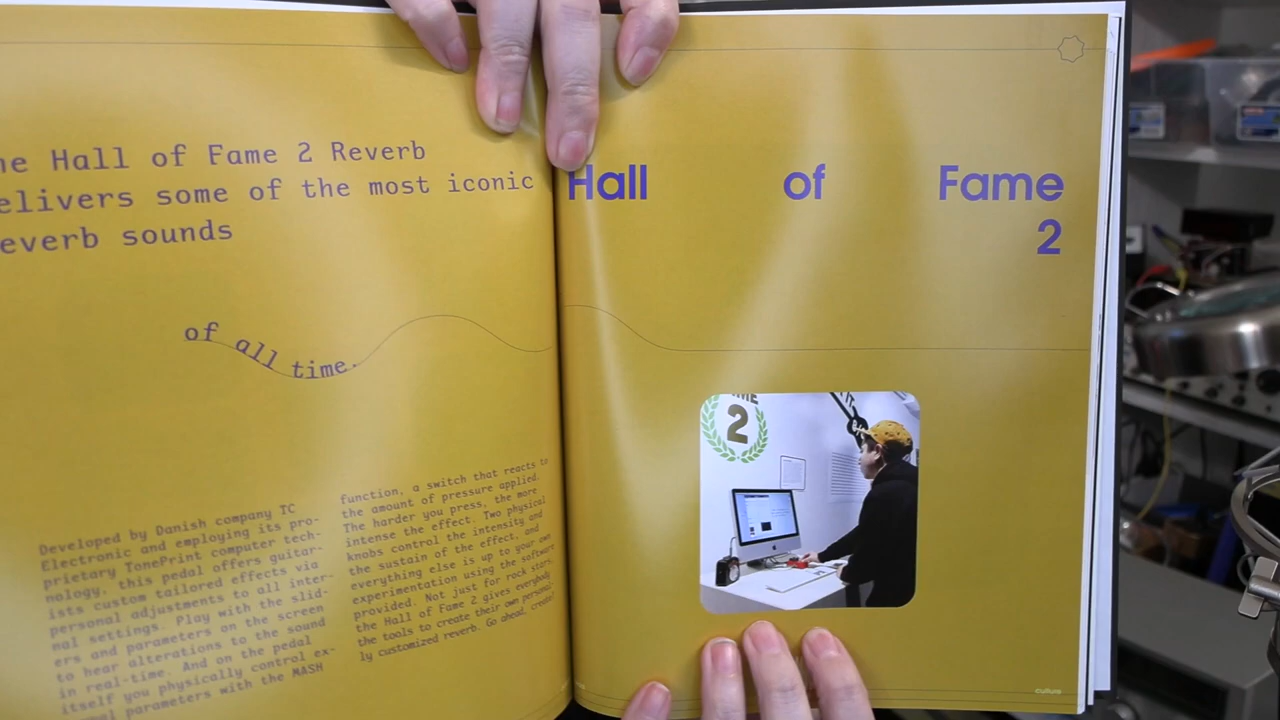 he Hall of Fame 2 Reverb
elivers some of the most iconic
everb sounds
of all time.
Developed by Danish company TC
Electronic and employing its pro-
prietary TonePrint computer tech-
nology, this pedal offers guitar-
ists custom tailored effects via
personal adjustments to all inter-
nal settings. Play with the slid-
ers and parameters on the screen
to hear alterations to the sound
in real-time. And on the pedal
itself you physically control ex-
parameters with the MASH
function, a switch that reacts to
the amount of pressure applied.
The harder you press, the more
intense the effect. Two physical
knobs control the intensity and
the sustain of the effect, and
everything else is up to your own
experimentation using the software
provided. Not just for rock stars,
the Hall of Fame 2 gives everybody
the tools to create their own personal-
ly customized reverb. Go ahead, create!
Hall of Fame
2
2
culture